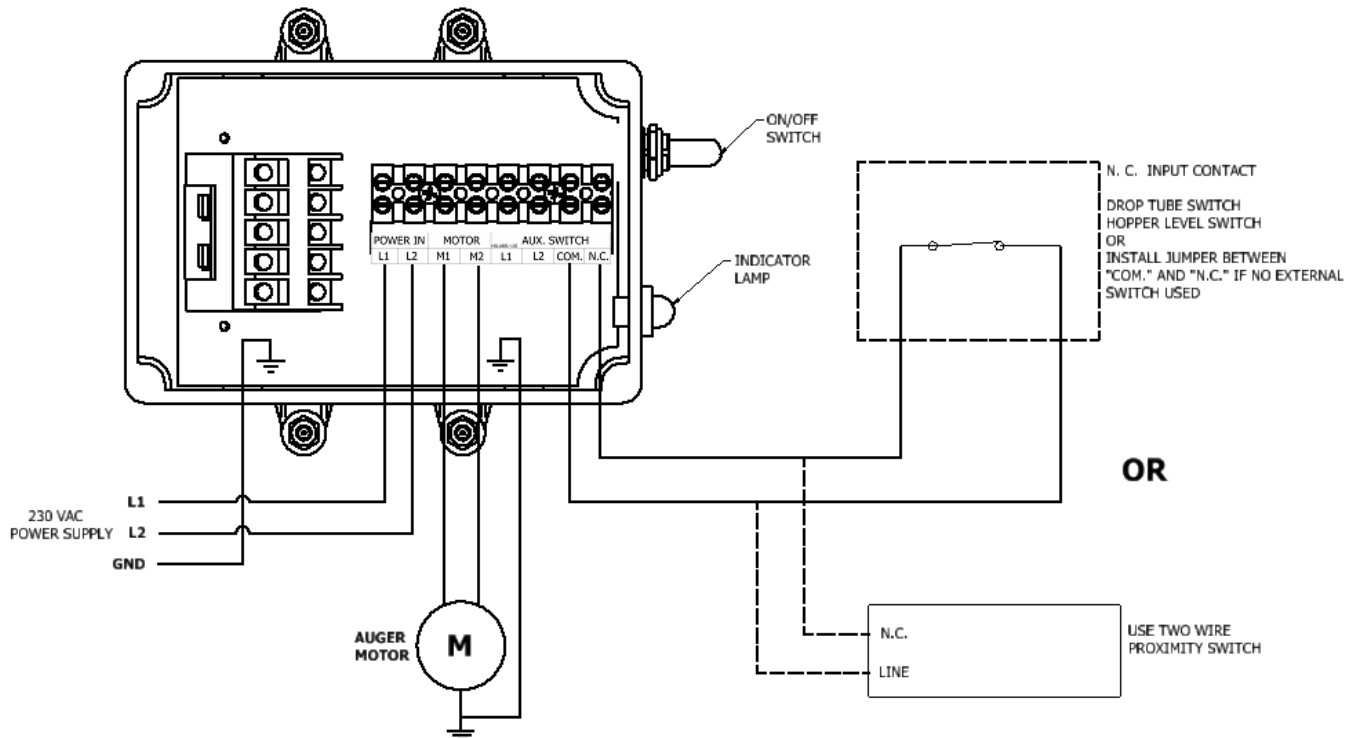 ON/OFF
SWITCH
N. C. INPUT CONTACT
DROP TUBE SWITCH
HOPPER LEVEL SWITCH
OR
INSTALL JUMPER BETWEEN
"COM." AND "N.C." IF NO EXTERNAL
SWITCH USED
POWER IN MOTOR AUX. SWITCH
L1 L2 M1 M2 L1 L2 COM. N.C.
INDICATOR
LAMP
OR
230 VAC
POWER SUPPLY
L1
L2
GND
AUGER
MOTOR
M
N.C.
LINE
USE TWO WIRE
PROXIMITY SWITCH